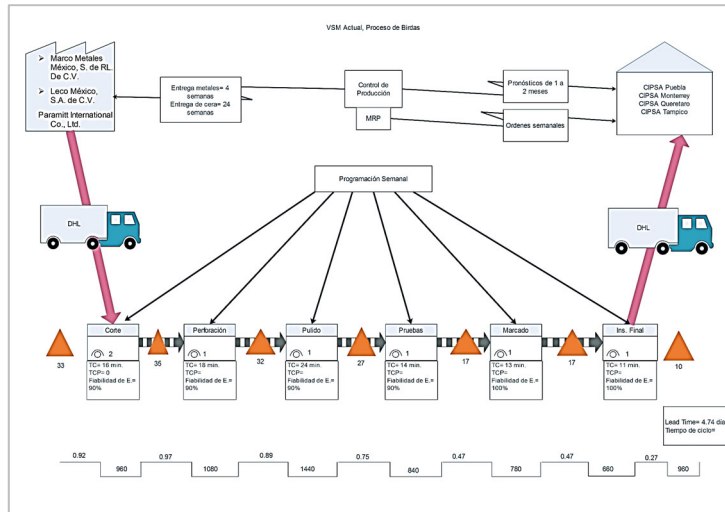 VSM Actual, Proceso de Birdas
Marco Metales
México, S. de RL.
De C.V.
Leco México,
S.A. de C.V.
Paramitt International
Co., Ltd.
Entrega metales= 4
semanas
Entrega de cera= 24
semanas
Control de
Producción
MRP
Pronósticos de 1 a
2 meses
Ordenes semanales
CIPSA Puebla
CIPSA Monterrey
CIPSA Queretaro
CIPSA Tampico
Programación Semanal
DHL
DHL
Corte
Perforación
Pulido
Pruebas
Marcado
Ins. Final
2
1
1
1
1
1
33
35
32
27
17
17
10
TC= 16 min.
TCP=
Fiabilidad de E.=
90%
TC= 18 min.
TCP=
Fiabilidad de E.=
90%
TC= 24 min.
TCP=
Fiabilidad de E.=
90%
TC= 14 min.
TCP=
Fiabilidad de E.=
90%
TC= 13 min.
TCP=
Fiabilidad de E.=
100%
TC= 11 min.
TCP=
Fiabilidad de E.=
100%
Lead Time= 4.74 día
Tiempo de ciclo=
0.92
0.97
0.89
0.75
0.47
0.47
0.27
960
1080
1440
840
780
660
960